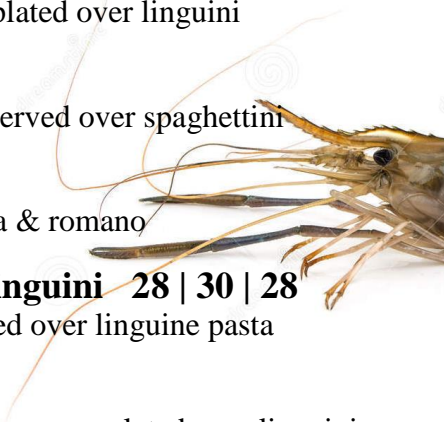 plated over linguini
erved over spaghettini
a & romano
nguini 28 | 30 | 28
ed over linguine pasta